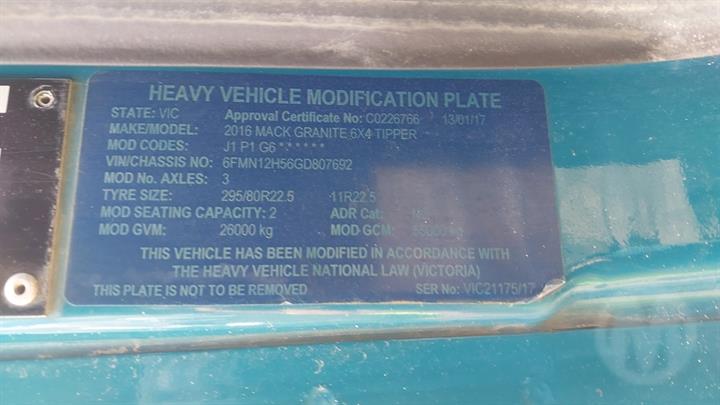 HEAVY VEHICLE MODIFICATION PLATE
STATE: VIC Approval Certificate No: C0226766 13/01/17
MAKE/MODEL: 2016 MACK GRANITE 6X4 TIPPER
MOD CODES: J1 P1 G6 * * * * * *
VIN/CHASSIS NO: 6FMN12H56GD807692
MOD No. AXLES: 3
TYRE SIZE: 295/80R22.5 11R22.5
MOD SEATING CAPACITY: 2 ADR Cat:
MOD GVM: 26000 kg MOD GCM: kg
THIS VEHICLE HAS BEEN MODIFIED IN ACCORDANCE WITH
THE HEAVY VEHICLE NATIONAL LAW (VICTORIA)
THIS PLATE IS NOT TO BE REMOVED SER No: VIC21175/17